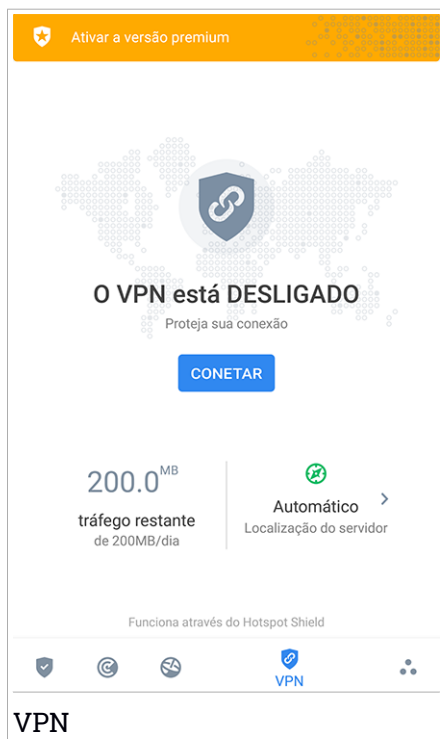 Ativar a versão premium
O VPN está DESLIGADO
Proteja sua conexão
CONETAR
200.0 MB
tráfego restante
de 200MB/dia
Automático
Localização do servidor
Funciona através do Hotspot Shield
VPN
VPN